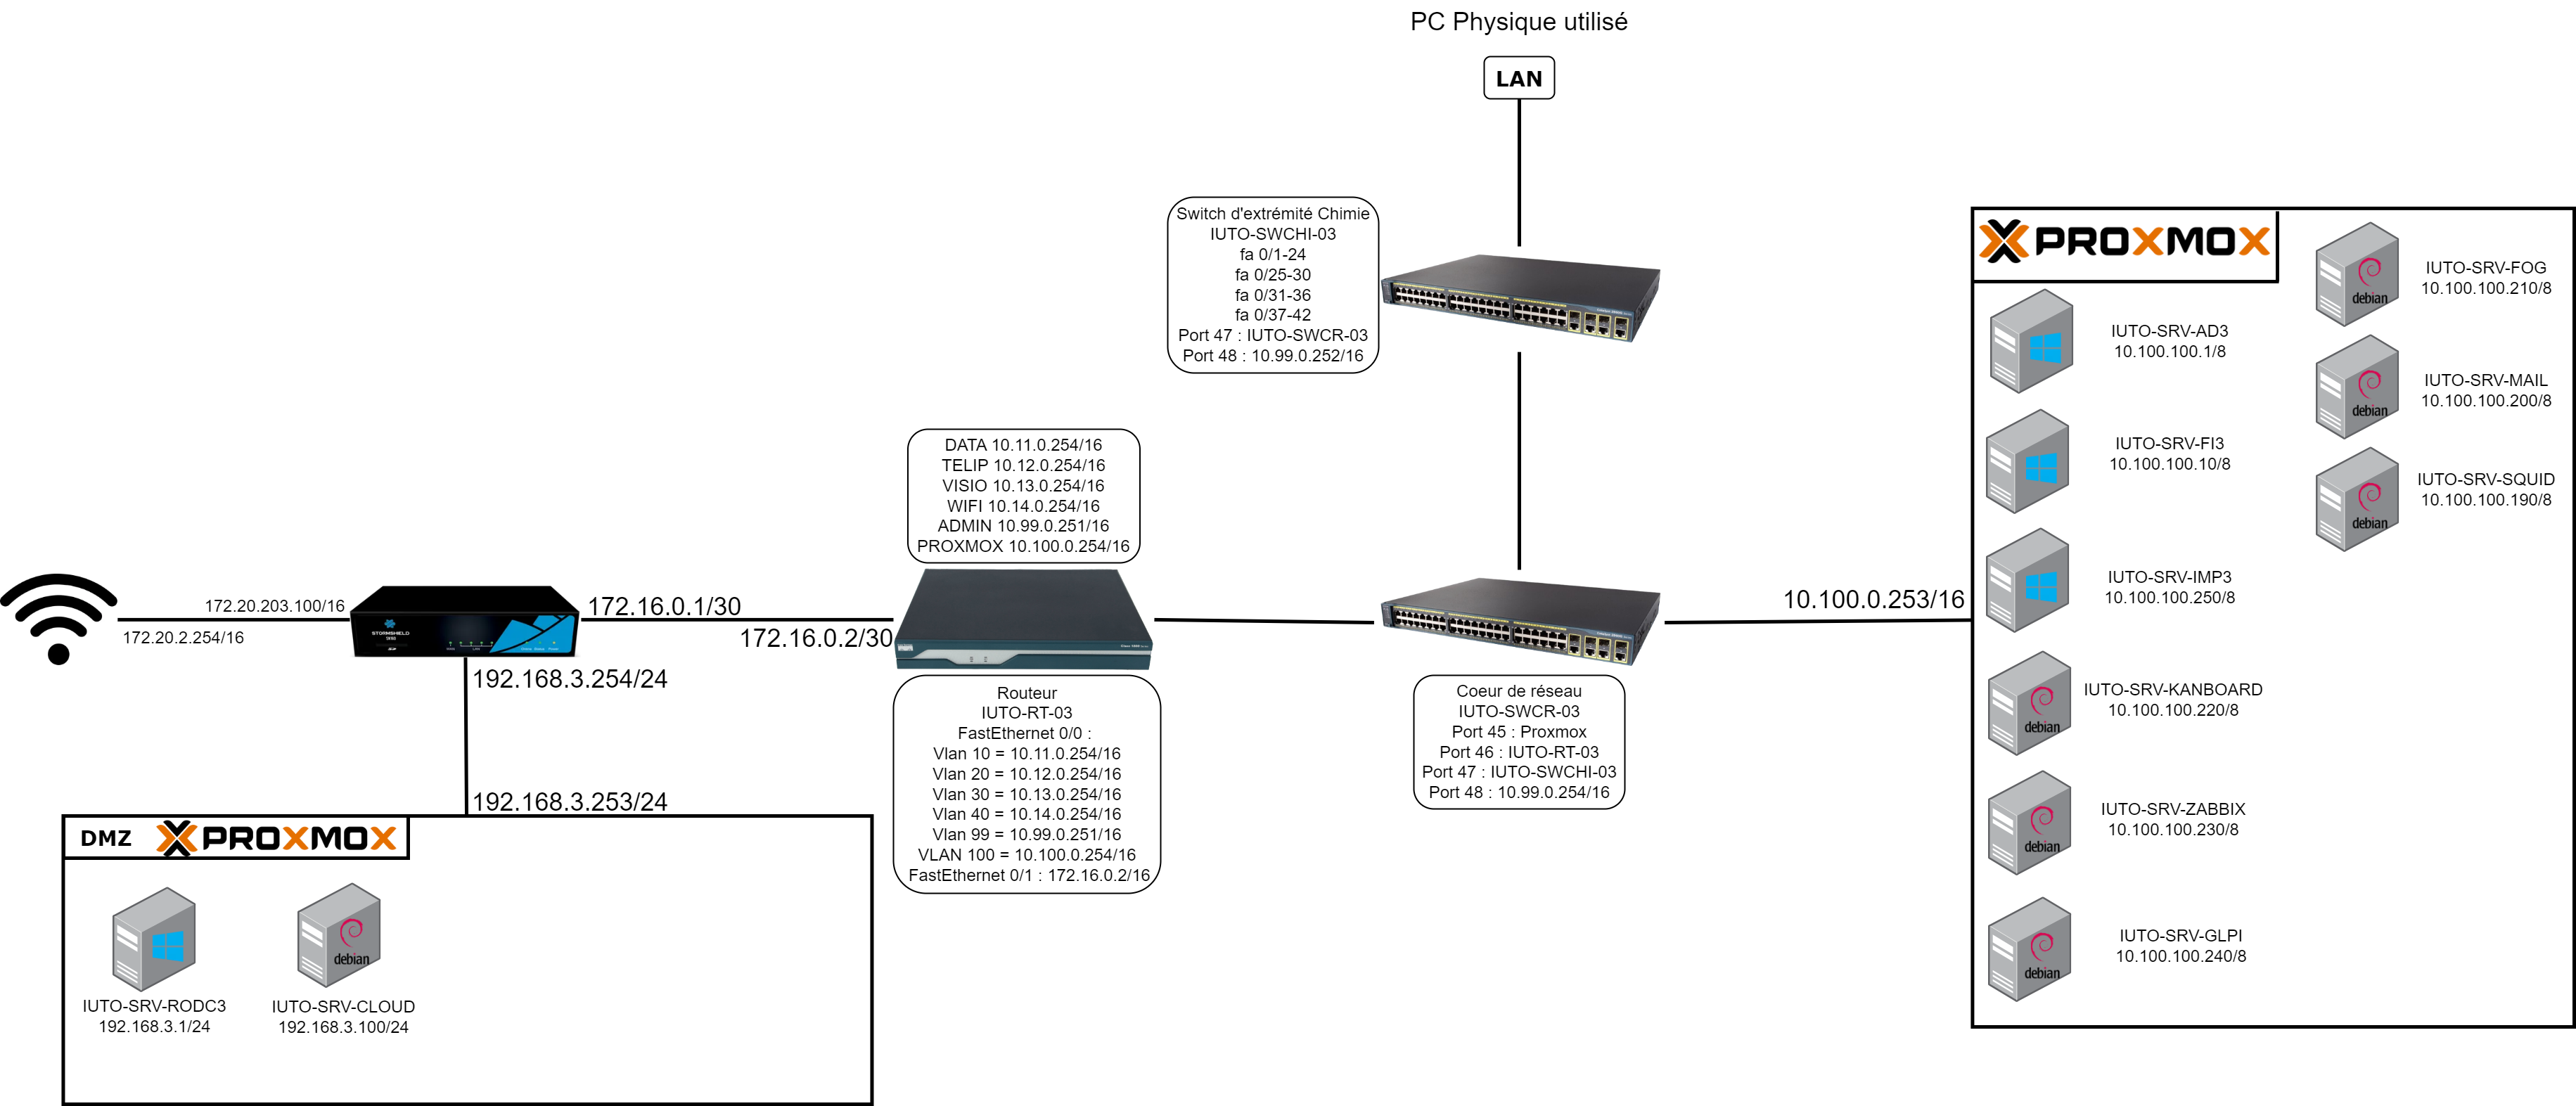 PC Physique utilisé
LAN
Switch d'extrémité Chimie
IUTO-SWCHI-03
fa 0/1-24
fa 0/25-30
fa 0/31-36
fa 0/37-42
Port 47 : IUTO-SWCR-03
Port 48 : 10.99.0.252/16
DATA 10.11.0.254/16
TELIP 10.12.0.254/16
VISIO 10.13.0.254/16
WIFI 10.14.0.254/16
ADMIN 10.99.0.251/16
PROXMOX 10.100.0.254/16
172.20.203.100/16
172.20.2.254/16
STORMSHIELD
172.16.0.1/30
172.16.0.2/30
192.168.3.254/24
192.168.3.253/24
Routeur
IUTO-RT-03
FastEthernet 0/0 :
Vlan 10 = 10.11.0.254/16
Vlan 20 = 10.12.0.254/16
Vlan 30 = 10.13.0.254/16
Vlan 40 = 10.14.0.254/16
Vlan 99 = 10.99.0.251/16
VLAN 100 = 10.100.0.254/16
FastEthernet 0/1 : 172.16.0.2/16
Coeur de réseau
IUTO-SWCR-03
Port 45 : Proxmox
Port 46 : IUTO-RT-03
Port 47 : IUTO-SWCHI-03
Port 48 : 10.99.0.254/16
10.100.0.253/16
DMZ PROXMOX
IUTO-SRV-RODC3
192.168.3.1/24
debian
IUTO-SRV-CLOUD
192.168.3.100/24
PROXMOX
IUTO-SRV-AD3
10.100.100.1/8
IUTO-SRV-FI3
10.100.100.10/8
IUTO-SRV-IMP3
10.100.100.250/8
debian
IUTO-SRV-KANBOARD
10.100.100.220/8
debian
IUTO-SRV-ZABBIX
10.100.100.230/8
debian
IUTO-SRV-GLPI
10.100.100.240/8
debian
IUTO-SRV-FOG
10.100.100.210/8
debian
IUTO-SRV-MAIL
10.100.100.200/8
debian
IUTO-SRV-SQUID
10.100.100.190/8